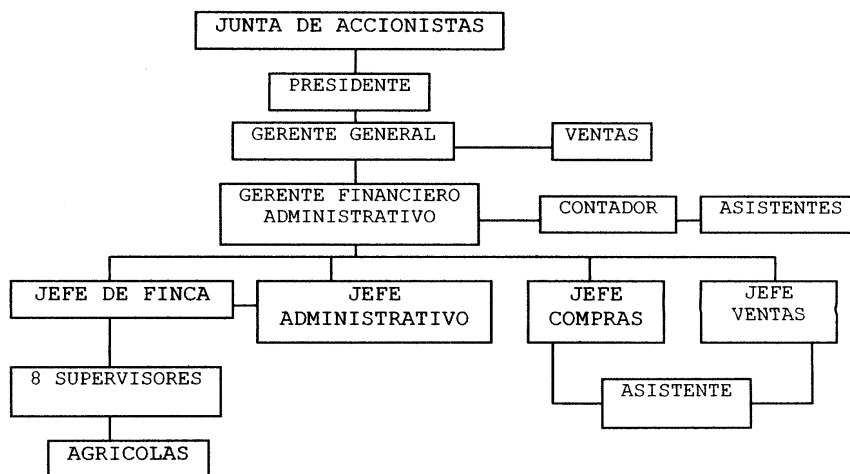 JUNTA DE ACCIONISTAS
PRESIDENTE
GERENTE GENERAL
VENTAS
GERENTE FINANCIERO
ADMINISTRATIVO
CONTADOR
ASISTENTES
JEFE DE FINCA
JEFE
ADMINISTRATIVO
JEFE
COMPRAS
JEFE
VENTAS
8 SUPERVISORES
ASISTENTE
AGRICOLAS